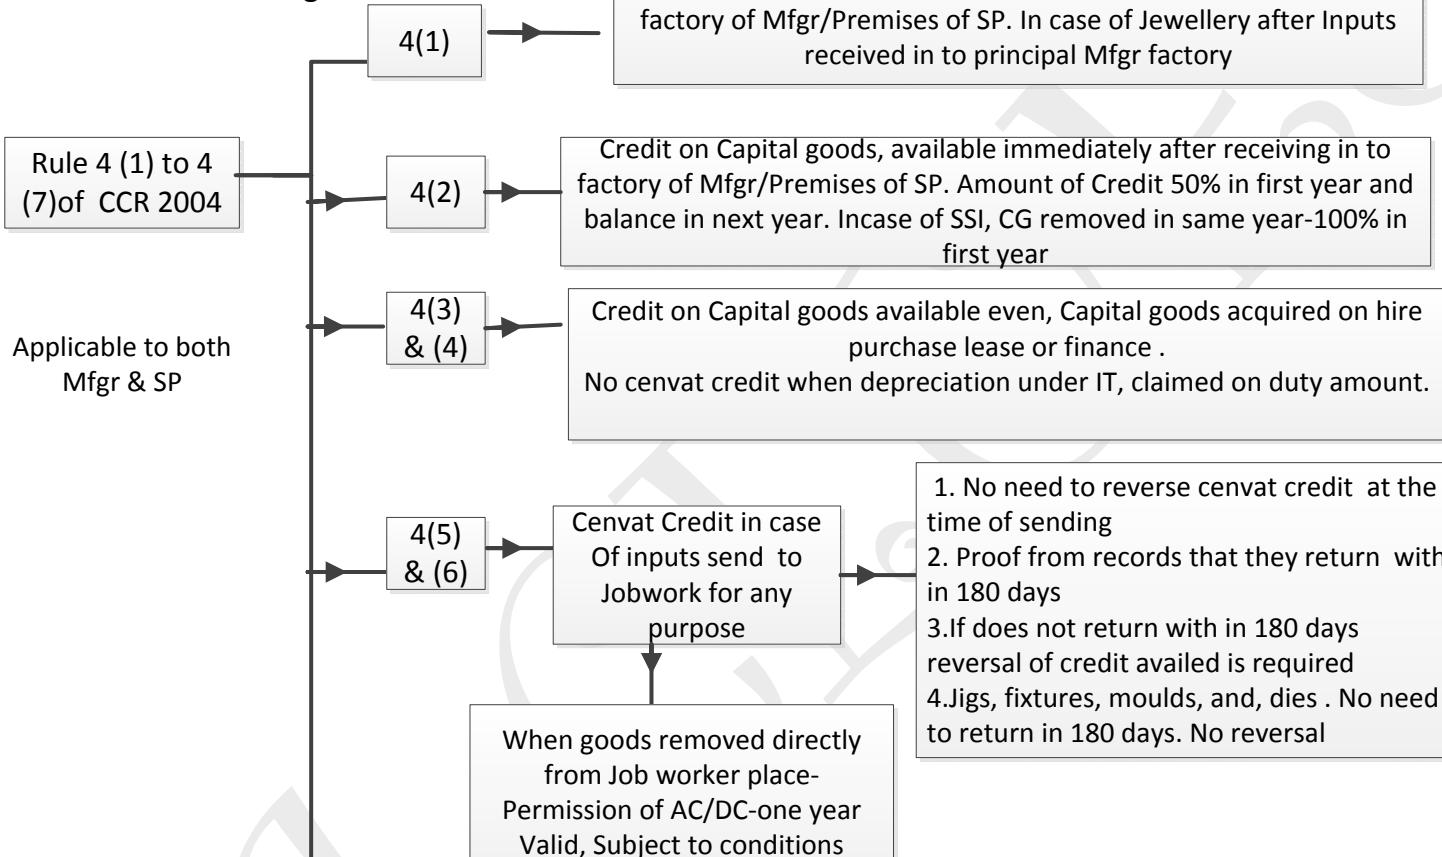 factory of Mfgr/Premises of SP. In case of Jewellery after Inputs
received in to principal Mfgr factory
4(1)
Rule 4 (1) to 4
(7)of CCR 2004
Applicable to both
Mfgr & SP
4(2)
Credit on Capital goods, available immediately after receiving in to
factory of Mfgr/Premises of SP. Amount of Credit 50% in first year and
balance in next year. Incase of SSI, CG removed in same year-100% in
first year
4(3)
& (4)
Credit on Capital goods available even, Capital goods acquired on hire
purchase lease or finance .
No cenvat credit when depreciation under IT, claimed on duty amount.
4(5)
& (6)
Cenvat Credit in case
Of inputs send to
Jobwork for any
purpose
1. No need to reverse cenvat credit at the
time of sending
2. Proof from records that they return with
in 180 days
3.If does not return with in 180 days
reversal of credit availed is required
4.Jigs, fixtures, moulds, and, dies . No need
to return in 180 days. No reversal
When goods removed directly
from Job worker place-
Permission of AC/DC-one year
Valid, Subject to conditions